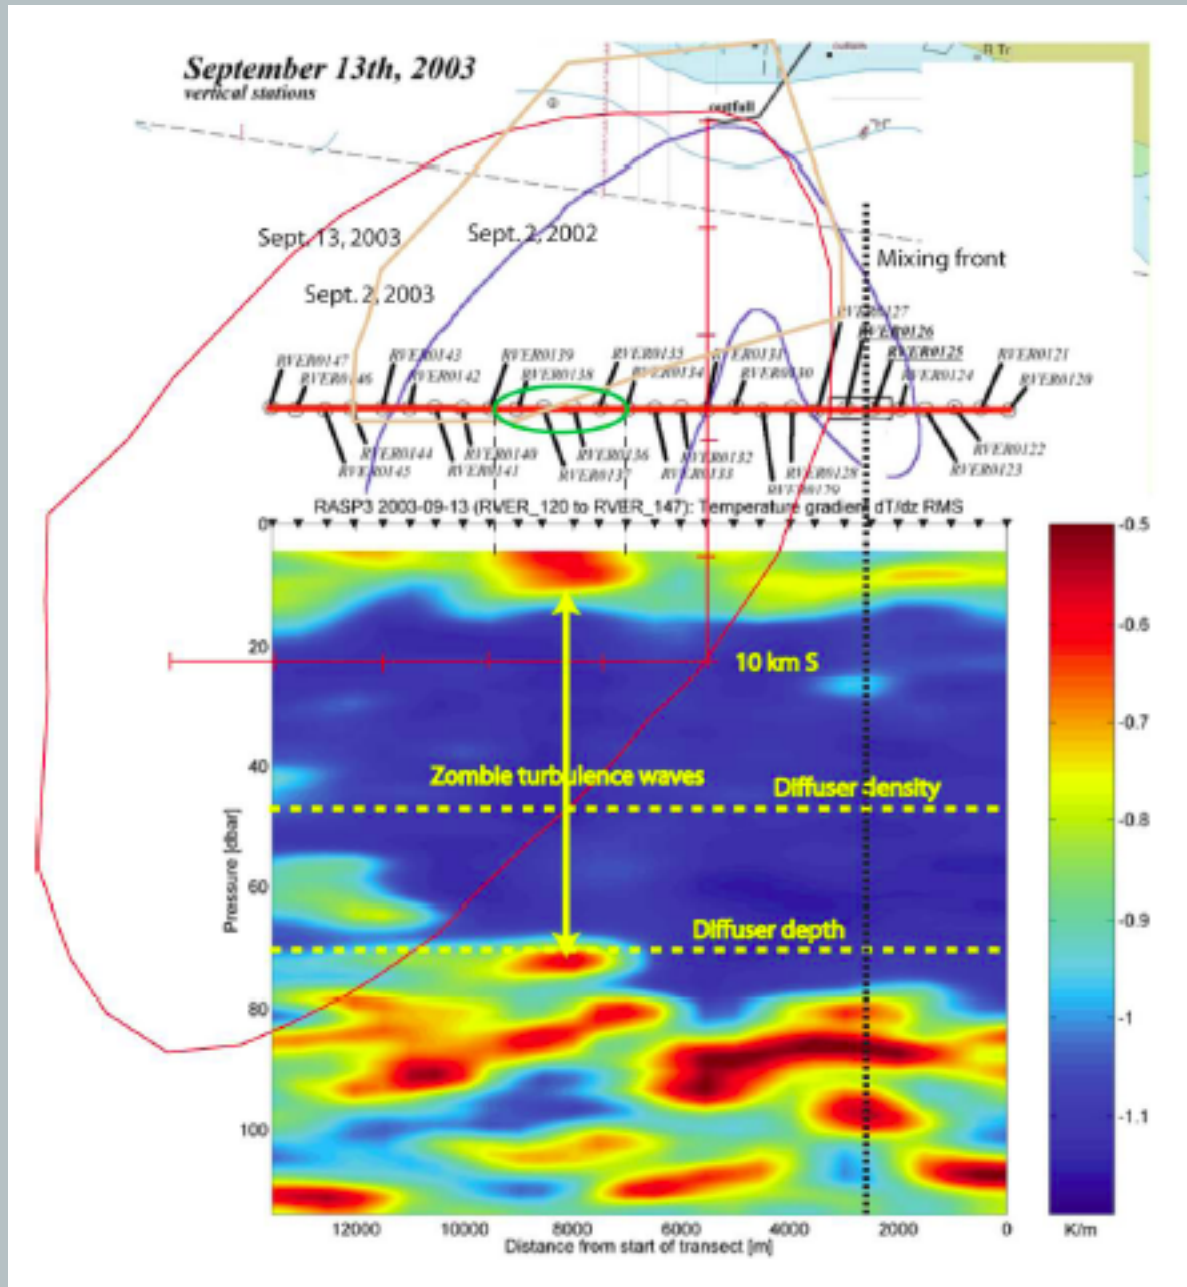 September 13th, 2003
vertical stations
outfall
R Tr
Sept. 13, 2003
Sept. 2, 2002
Sept. 2, 2003
Mixing front
RVER0127
RVER0126
RVER0125
RVER0124
RVER0121
RVER0120
RVER0147
RVER0146
RVER0143
RVER0142
RVER0139
RVER0138
RVER0135
RVER0134
RVER0131
RVER0130
RVER0145
RVER0144
RVER0141
RVER0140
RVER0137
RVER0136
RVER0133
RVER0132
RVER0129
RVER0128
RVER0123
RVER0122
RASP3 2003-09-13 (RVER_120 to RVER_147): Temperature gradient dT/dz RMS
0
20
40
60
80
100
Pressure [dbar]
10 km S
Zombie turbulence waves
Diffuser density
Diffuser depth
12000 10000 8000 6000 4000 2000 0
Distance from start of transect [m]
-0.5
-0.6
-0.7
-0.8
-0.9
-1
-1.1
K/m